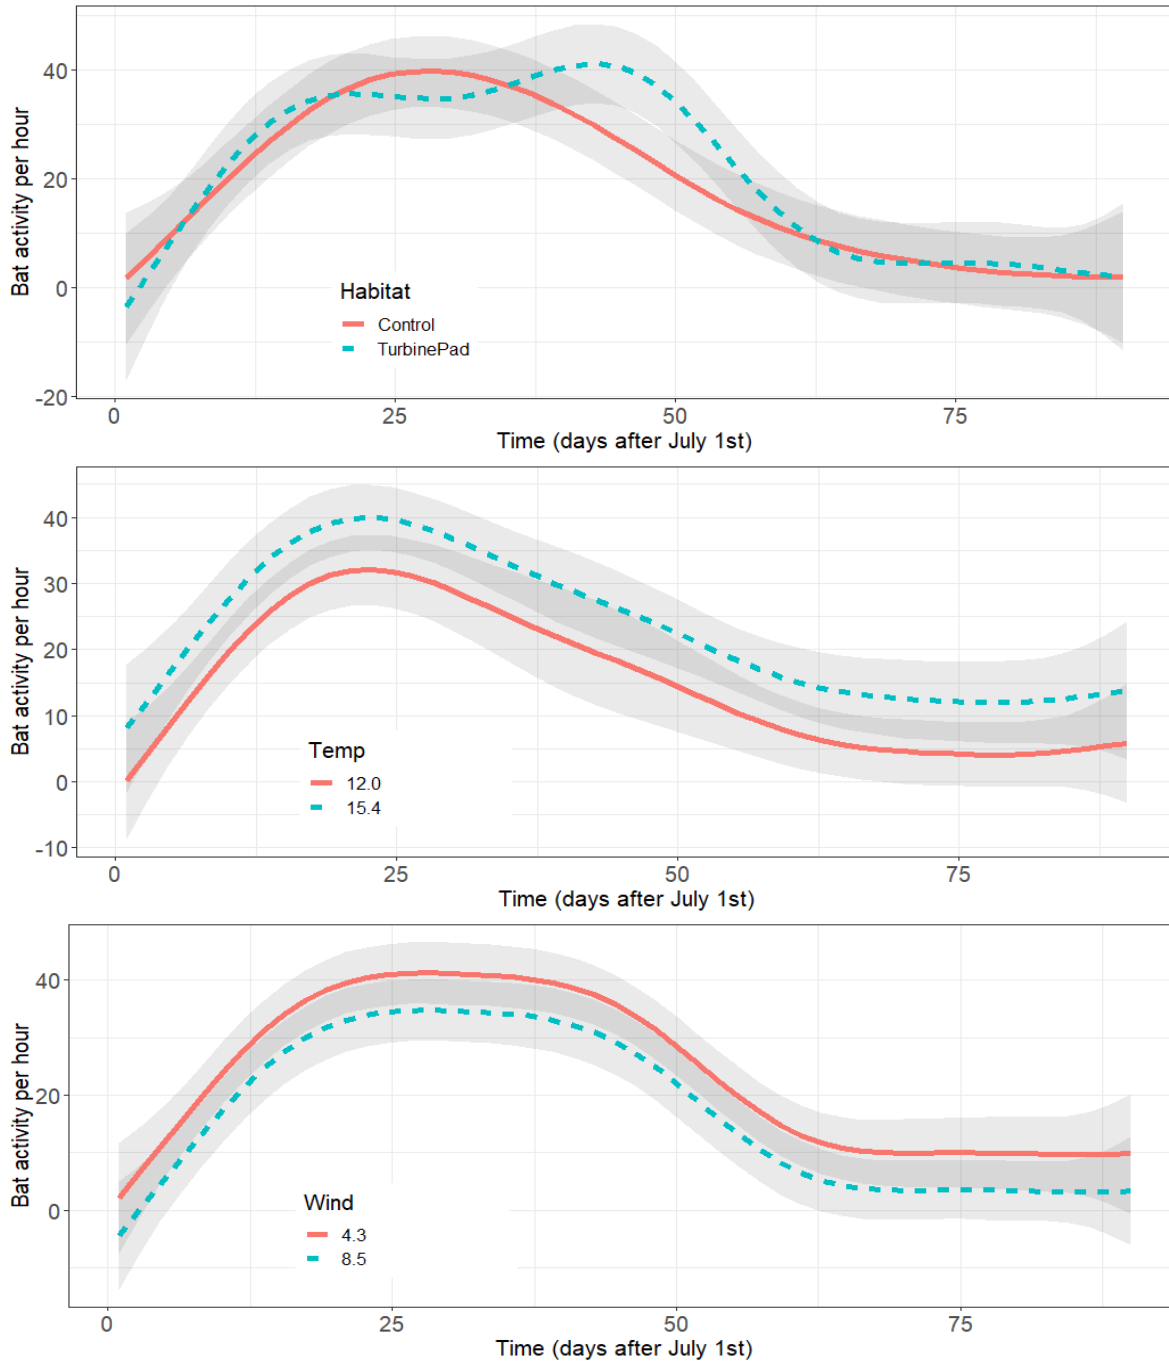 Bat activity per hour
40
20
0
-20
Habitat
Control
TurbinePad
0 25 50 75
Time (days after July 1st)
Bat activity per hour
40
30
20
10
0
-10
Temp
12.0
15.4
0 25 50 75
Time (days after July 1st)
Bat activity per hour
40
20
0
Wind
4.3
8.5
0 25 50 75
Time (days after July 1st)